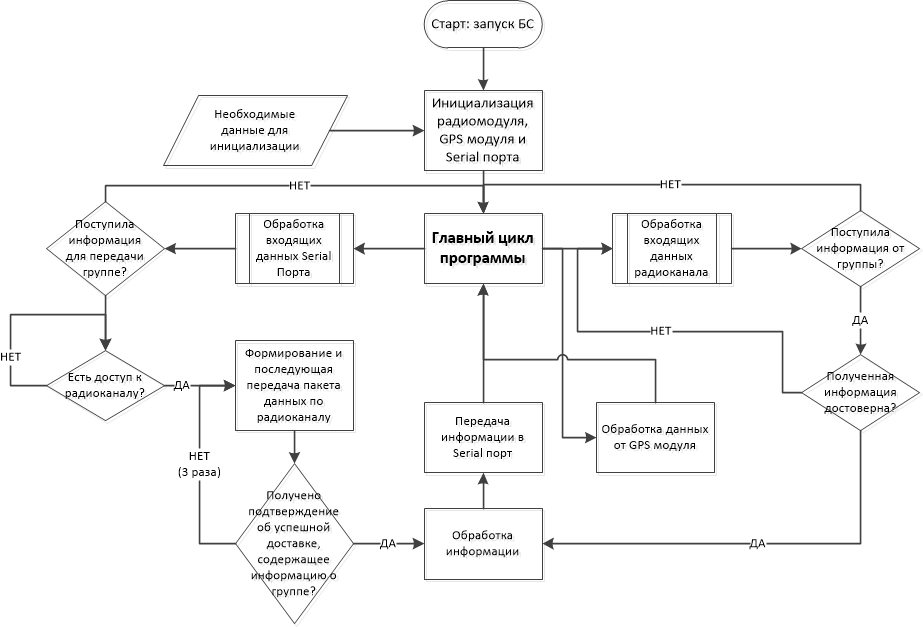 Старт: запуск БС
Необходимые
данные для
инициализации
Инициализация
радиомодуля,
GPS модуля и
Serial порта
НЕТ
НЕТ
Поступила
информация
для передачи
группе?
Обработка
входящих
данных Serial
Порта
Главный цикл
программы
Обработка
входящих
данных
радиоканала
Поступила
информация от
группы?
ДА
НЕТ
НЕТ
Есть доступ к
радиоканалу?
ДА
Формирование и
последующая
передача пакета
данных по
радиоканалу
Полученная
информация
достоверна?
Передача
информации в
Serial порт
Обработка данных
от GPS модуля
НЕТ
(3 раза)
Получено
подтверждение
об успешной
доставке,
содержащее
информацию о
группе?
ДА
Обработка
информации
ДА